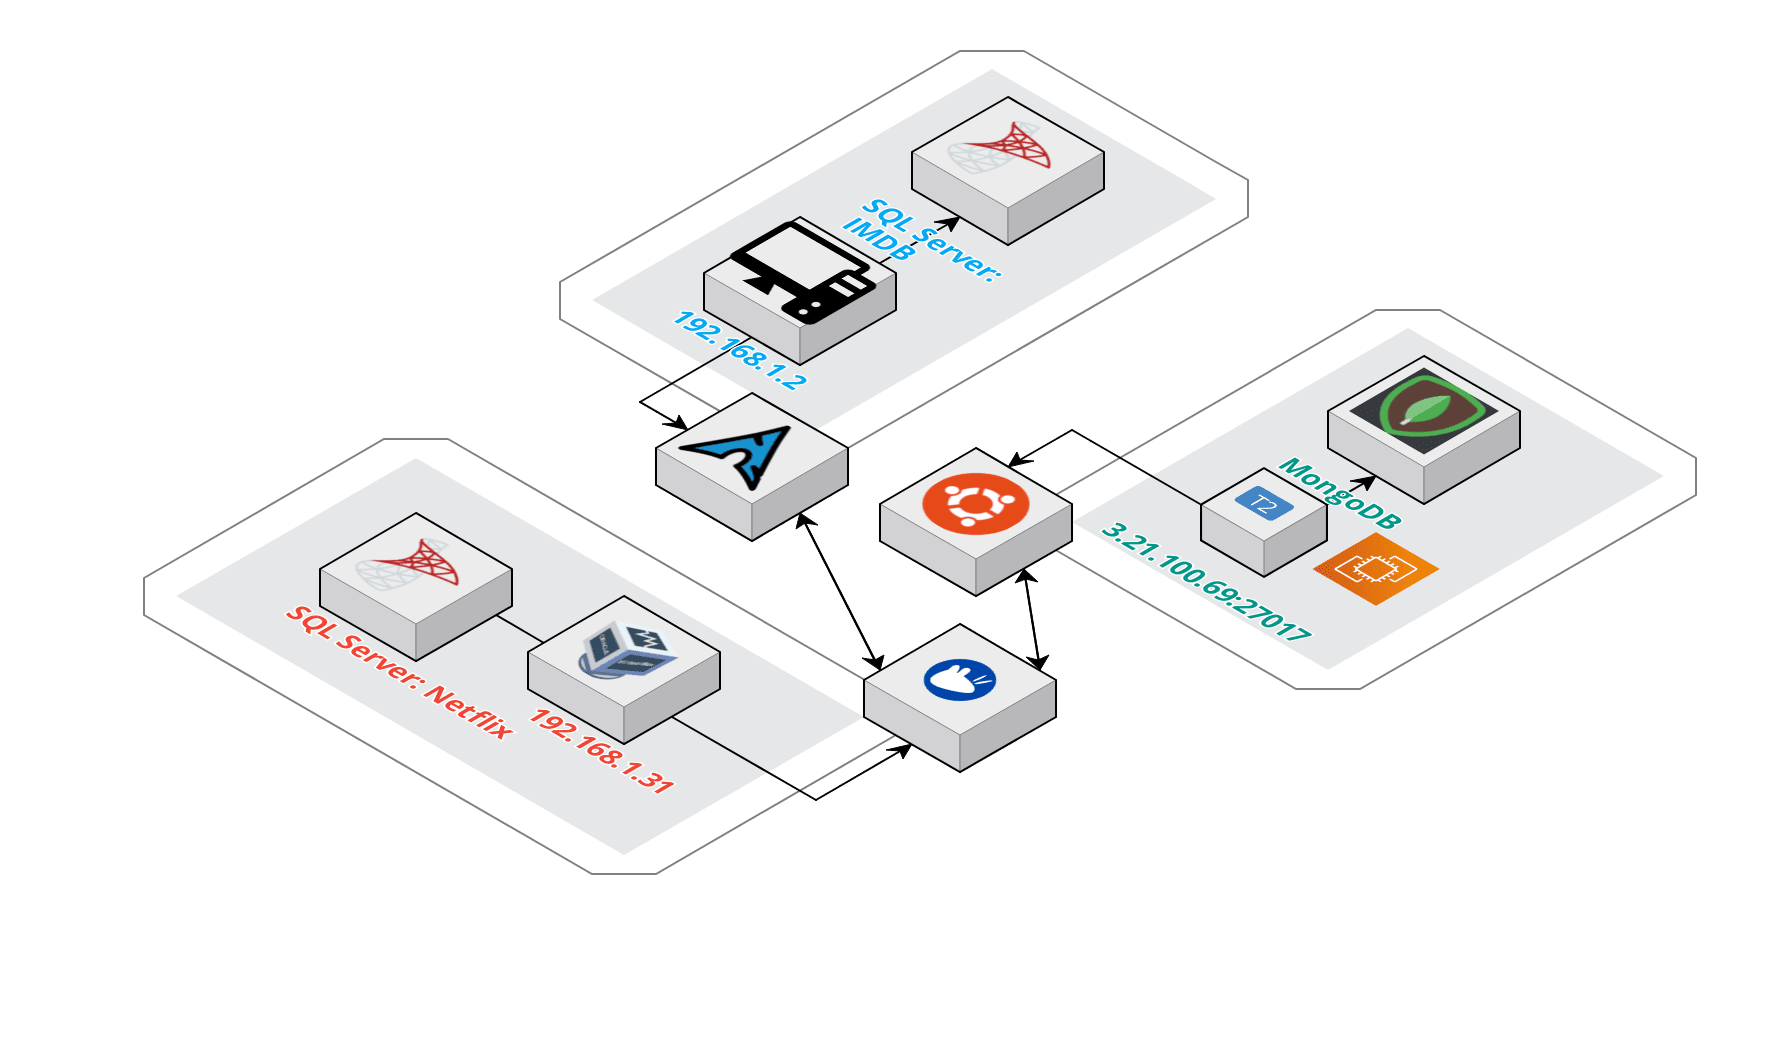 SQL Server:
IMDB
192.168.1.2
MongoDB
T2
3.21.100.69:27017
SQL Server: Netflix
192.168.1.31